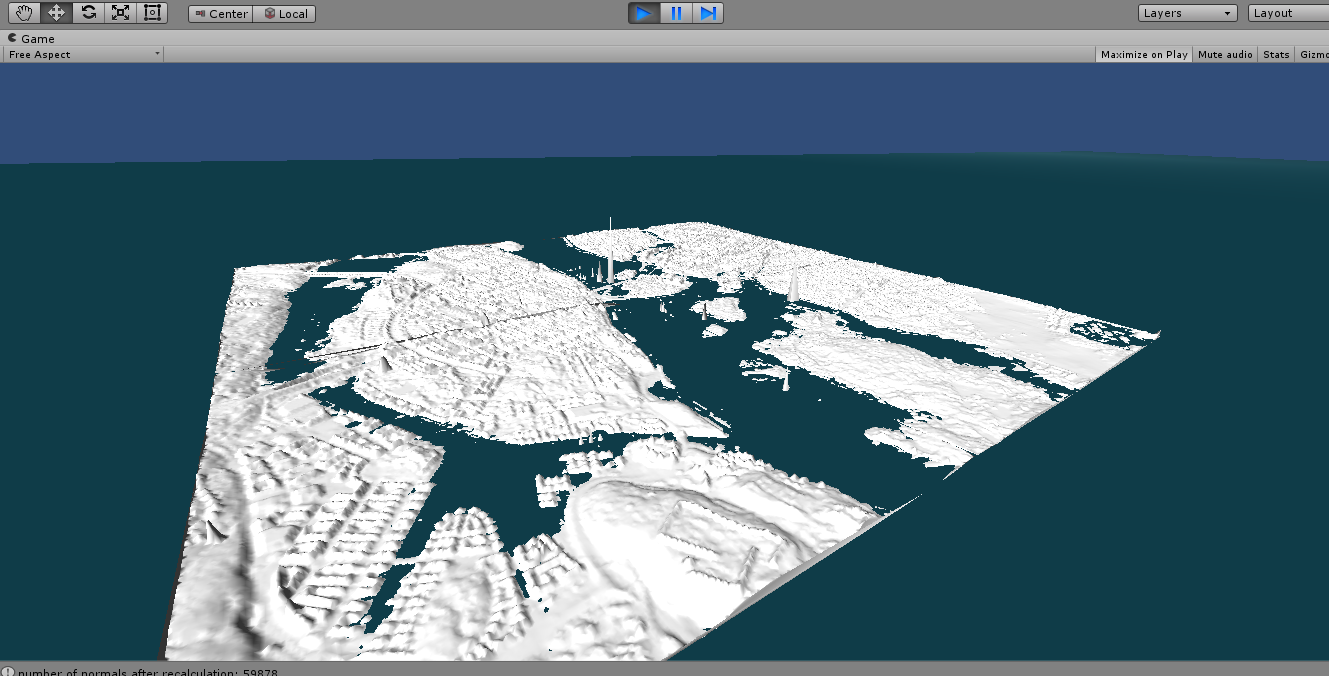 Center Local Layers Layout
Game
Free Aspect Maximize on Play Mute audio Stats Gizmo
number of normals after recalculation: 59878